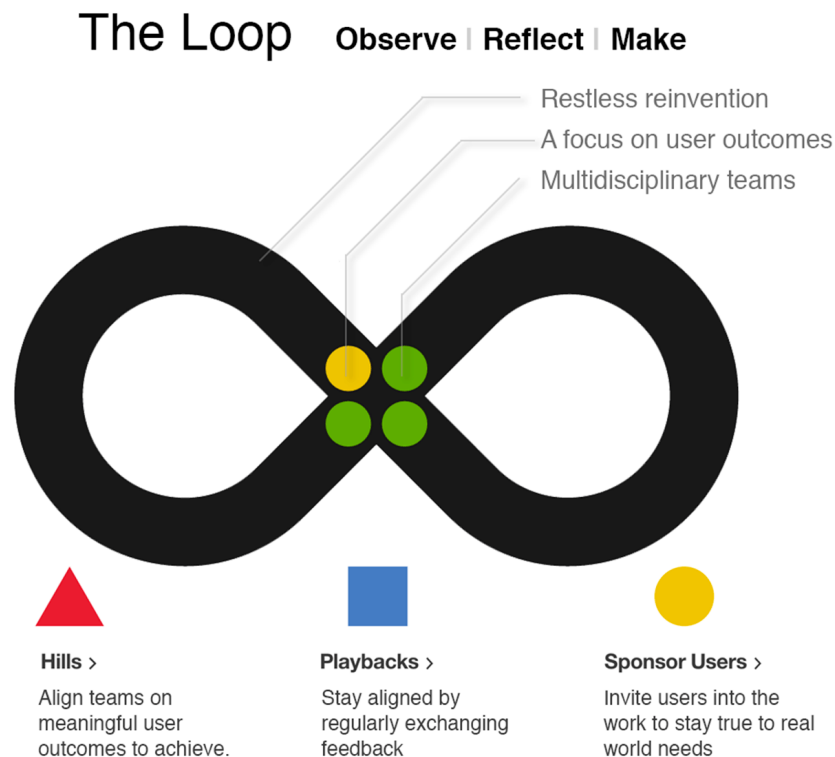 The Loop
Observe | Reflect | Make
Restless reinvention
A focus on user outcomes
Multidisciplinary teams
Hills >
Align teams on
meaningful user
outcomes to achieve.
Playbacks >
Stay aligned by
regularly exchanging
feedback
Sponsor Users >
Invite users into the
work to stay true to real
world needs